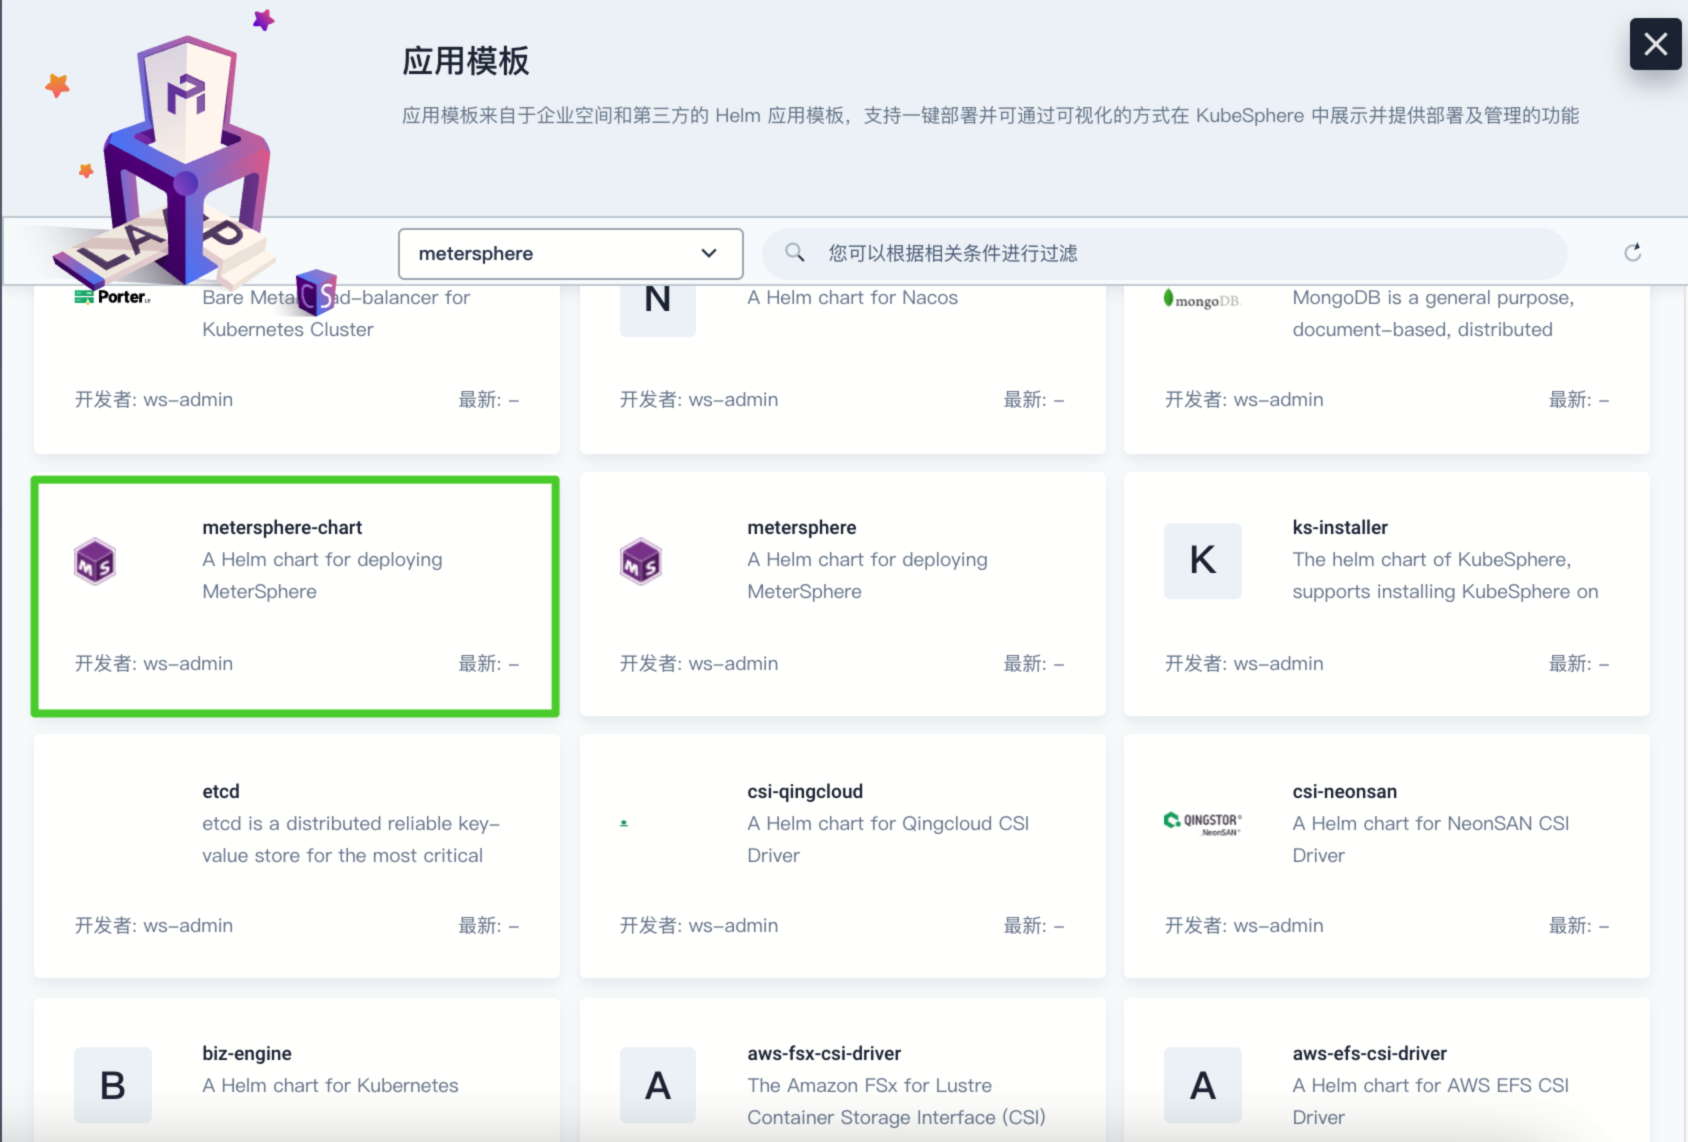 应用模板
应用模板来自于企业空间和第三方的 Helm 应用模板，支持一键部署并可通过可视化的方式在 KubeSphere 中展示并提供部署及管理的功能
LA P
CS
metersphere
您可以根据相关条件进行过滤
Porter
Bare Meta ad-balancer for
Kubernetes Cluster
开发者: ws-admin
最新: –
N
A Helm chart for Nacos
开发者: ws-admin
最新: –
mongoDB
MongoDB is a general purpose,
document-based, distributed
开发者: ws-admin
最新: –
MS
metersphere-chart
A Helm chart for deploying
MeterSphere
开发者: ws-admin
最新: –
MS
metersphere
A Helm chart for deploying
MeterSphere
开发者: ws-admin
最新: –
K
ks-installer
The helm chart of KubeSphere,
supports installing KubeSphere on
开发者: ws-admin
最新: –
etcd
etcd is a distributed reliable key-
value store for the most critical
开发者: ws-admin
最新: –
csi-qingcloud
A Helm chart for Qingcloud CSI
Driver
开发者: ws-admin
最新: –
QINGSTOR®
NeonSAN
csi-neonsan
A Helm chart for NeonSAN CSI
Driver
开发者: ws-admin
最新: –
B
biz-engine
A Helm chart for Kubernetes
A
aws-fsx-csi-driver
The Amazon FSx for Lustre
Container Storage Interface (CSI)
A
aws-efs-csi-driver
A Helm chart for AWS EFS CSI
Driver